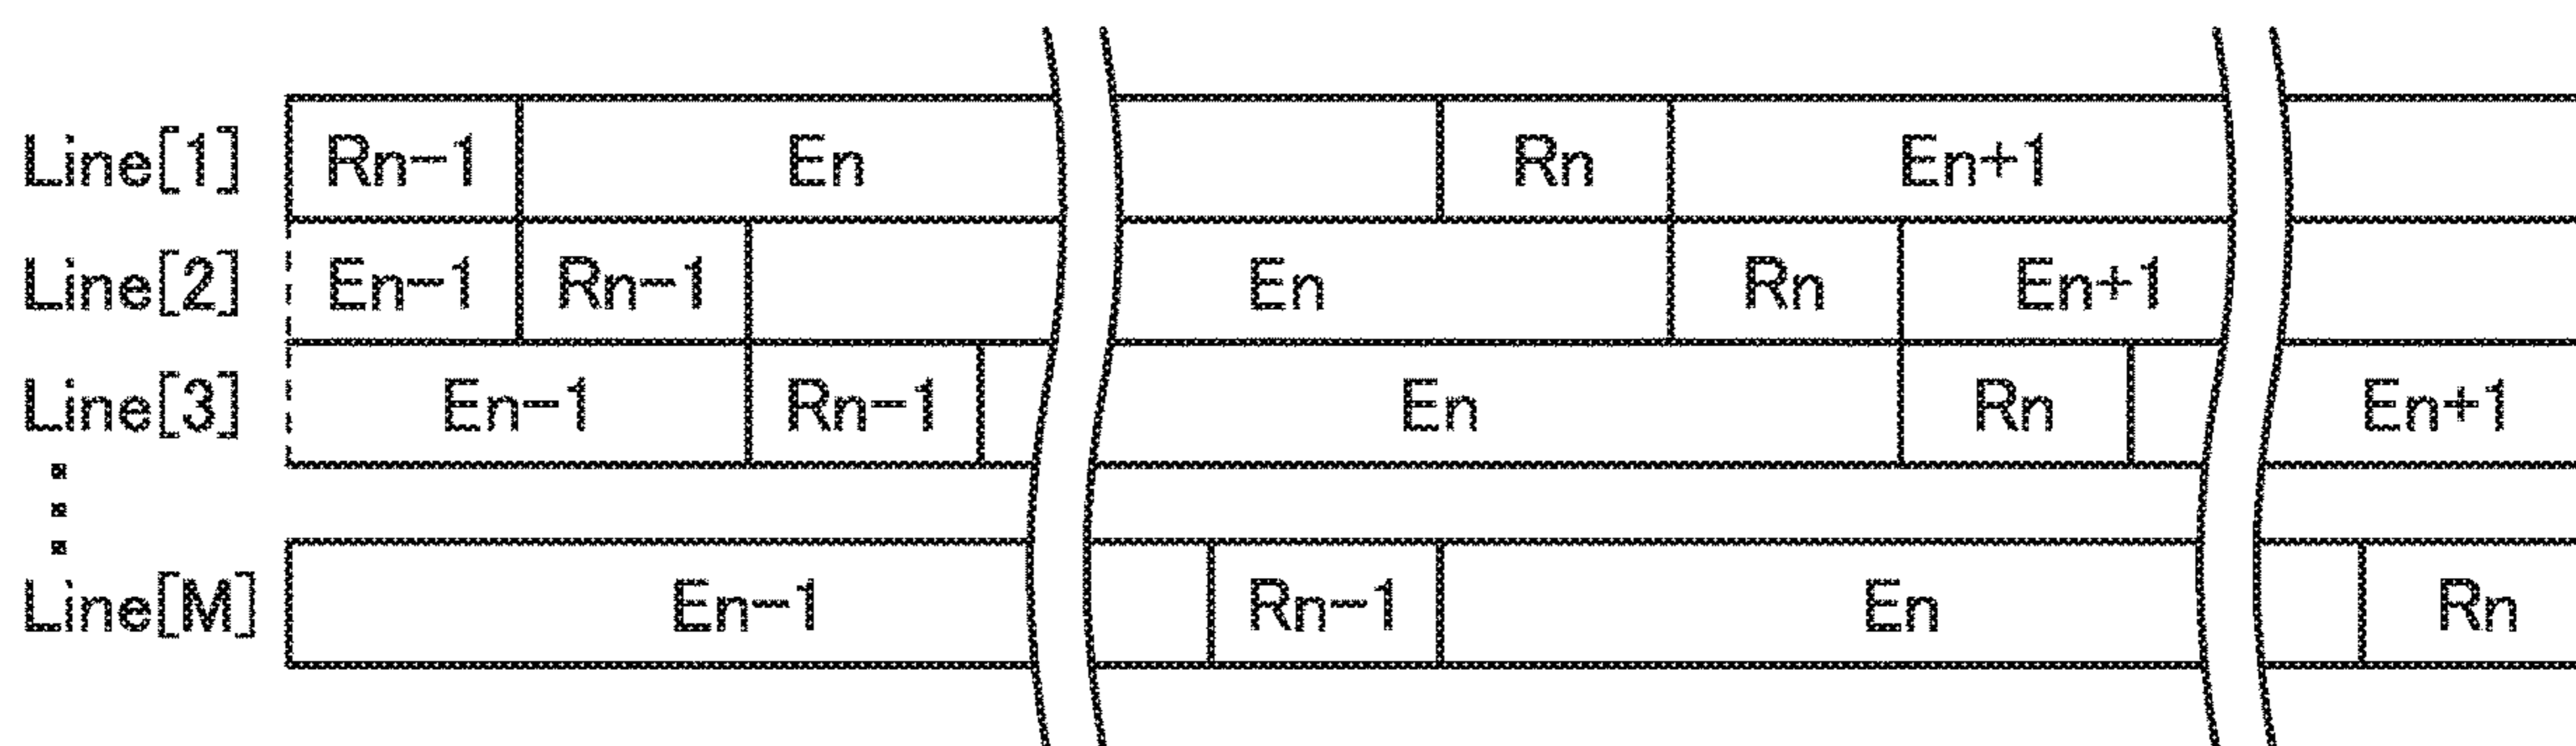 Line[1] Rn-1 En Rn En+1
Line[2] En-1 Rn-1 En Rn En+1
Line[3] En-1 Rn-1 En Rn En+1
Line[M] En-1 Rn-1 En Rn